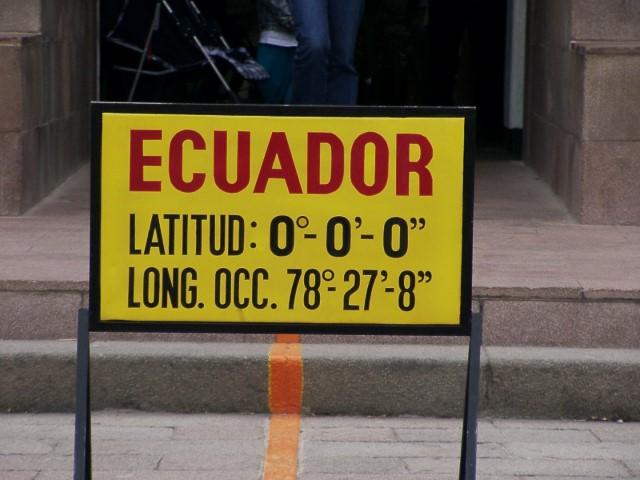 ECUADOR
LATITUD: 0°-0'-0"
LONG. OCC. 78°-27'-8"